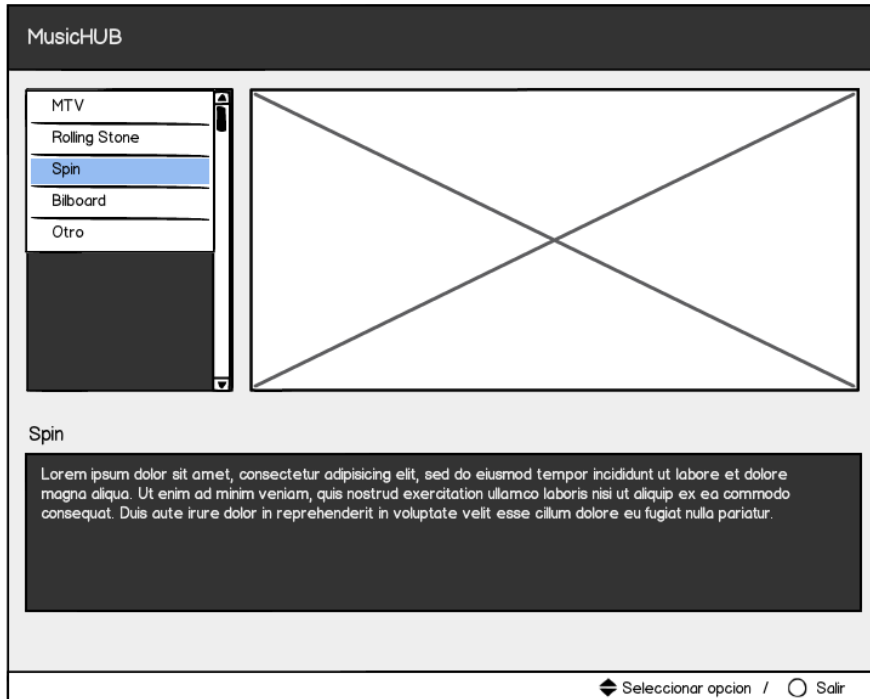 MusicHUB
MTV
Rolling Stone
Spin
Bilboard
Otro
Spin
Lorem ipsum dolor sit amet, consectetur adipisicing elit, sed do eiusmod tempor incididunt ut labore et dolore
magna aliqua. Ut enim ad minim veniam, quis nostrud exercitation ullamco laboris nisi ut aliquip ex ea commodo
consequat. Duis aute irure dolor in reprehenderit in voluptate velit esse cillum dolore eu fugiat nulla pariatur.
Seleccionar opcion / Salir